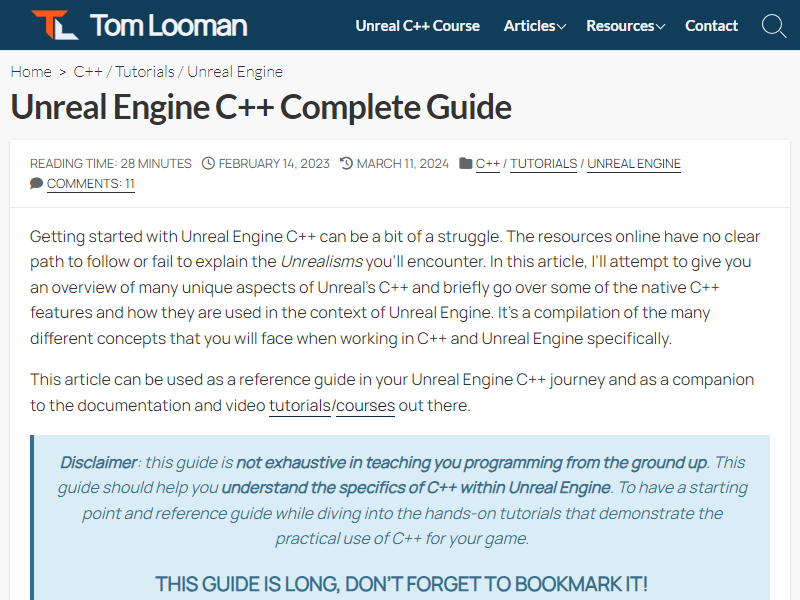 Tom Looman
Unreal C++ Course Articles Resources Contact
Home > C++ / Tutorials / Unreal Engine
Unreal Engine C++ Complete Guide
READING TIME: 28 MINUTES FEBRUARY 14, 2023 MARCH 11, 2024 C++ / TUTORIALS / UNREAL ENGINE
COMMENTS: 11
Getting started with Unreal Engine C++ can be a bit of a struggle. The resources online have no clear
path to follow or fail to explain the Unrealisms you'll encounter. In this article, I'll attempt to give you
an overview of many unique aspects of Unreal's C++ and briefly go over some of the native C++
features and how they are used in the context of Unreal Engine. It's a compilation of the many
different concepts that you will face when working in C++ and Unreal Engine specifically.
This article can be used as a reference guide in your Unreal Engine C++ journey and as a companion
to the documentation and video tutorials/courses out there.
Disclaimer: this guide is not exhaustive in teaching you programming from the ground up. This
guide should help you understand the specifics of C++ within Unreal Engine. To have a starting
point and reference guide while diving into the hands-on tutorials that demonstrate the
practical use of C++ for your game.
THIS GUIDE IS LONG, DON'T FORGET TO BOOKMARK IT!